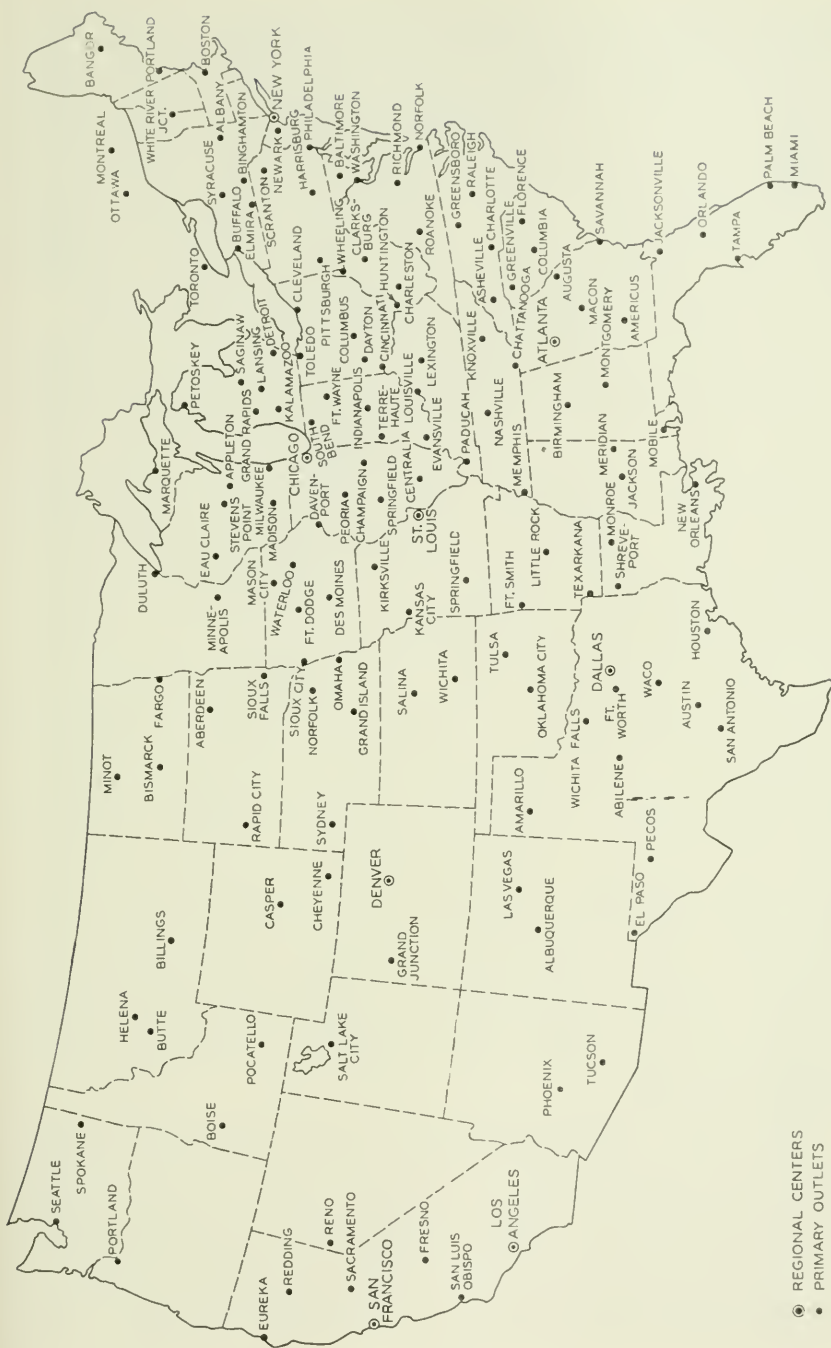 SEATTLE
SPOKANE
PORTLAND
HELENA
BUTTE
BILLINGS
BOISE
POCATELLO
CASPER
CHEYENNE
EUREKA
REDDING
RENO
SACRAMENTO
SAN
FRANCISCO
FRESNO
SAN LUIS
OBISPO
LOS
ANGELES
SALT LAKE
CITY
GRAND
JUNCTION
DENVER
PHOENIX
TUCSON
LAS VEGAS
ALBUQUERQUE
EL PASO
PECOS
MINOT
BISMARCK
FARGO
ABERDEEN
RAPID CITY
SIOUX
FALLS
SIOUX CITY
SYDNEY
NORFOLK
OMAHA
GRAND ISLAND
SALINA
WICHITA
TULSA
OKLAHOMA CITY
AMARILLO
WICHITA FALLS
DALLAS
FT.
WORTH
ABILENE
WACO
AUSTIN
HOUSTON
SAN ANTONIO
DULUTH
MINNE-
APOLIS
MASON
CITY
WATERLOO
FT. DODGE
DES MOINES
KANSAS
CITY
KIRKSVILLE
ST.
LOUIS
SPRINGFIELD
FT. SMITH
LITTLE ROCK
TEXARKANA
MONROE
SHREVE-
PORT
NEW
ORLEANS
MARQUETTE
EAU CLAIRE
STEVENS
POINT
APPLETON
MILWAUKEE
MADISON
CHICAGO
DAVEN-
PORT
PEORIA
CHAMPAIGN
SPRINGFIELD
CENTRALIA
PETOSKEY
SAGINAW
GRAND RAPIDS
LANSING
DETROIT
KALAMAZOO
SOUTH
BEND
FT. WAYNE
INDIANAPOLIS
TERRE-
HAUTE
EVANSVILLE
TOLEDO
CLEVELAND
COLUMBUS
DAYTON
CINCINNATI
LOUISVILLE
LEXINGTON
PADUCAH
NASHVILLE
KNOXVILLE
CHATTANOOGA
MEMPHIS
BIRMINGHAM
MONTGOMERY
MERIDIAN
JACKSON
MOBILE
TORONTO
OTTAWA
MONTREAL
BANGOR
PORTLAND
WHITE RIVER
JCT.
BOSTON
ALBANY
SYRACUSE
BINGHAMTON
BUFFALO
ELMIRA
SCRANTON
NEWARK
NEW YORK
HARRISBURG
PHILADELPHIA
PITTSBURGH
WHEELING
BALTIMORE
WASHINGTON
CLARKS-
BURG
HUNTINGTON
CHARLESTON
RICHMOND
NORFOLK
ROANOKE
GREENSBORO
RALEIGH
ASHEVILLE
CHARLOTTE
GREENVILLE
FLORENCE
COLUMBIA
ATLANTA
AUGUSTA
MACON
AMERICUS
SAVANNAH
JACKSONVILLE
ORLANDO
TAMPA
PALM BEACH
MIAMI
REGIONAL CENTERS
PRIMARY OUTLETS